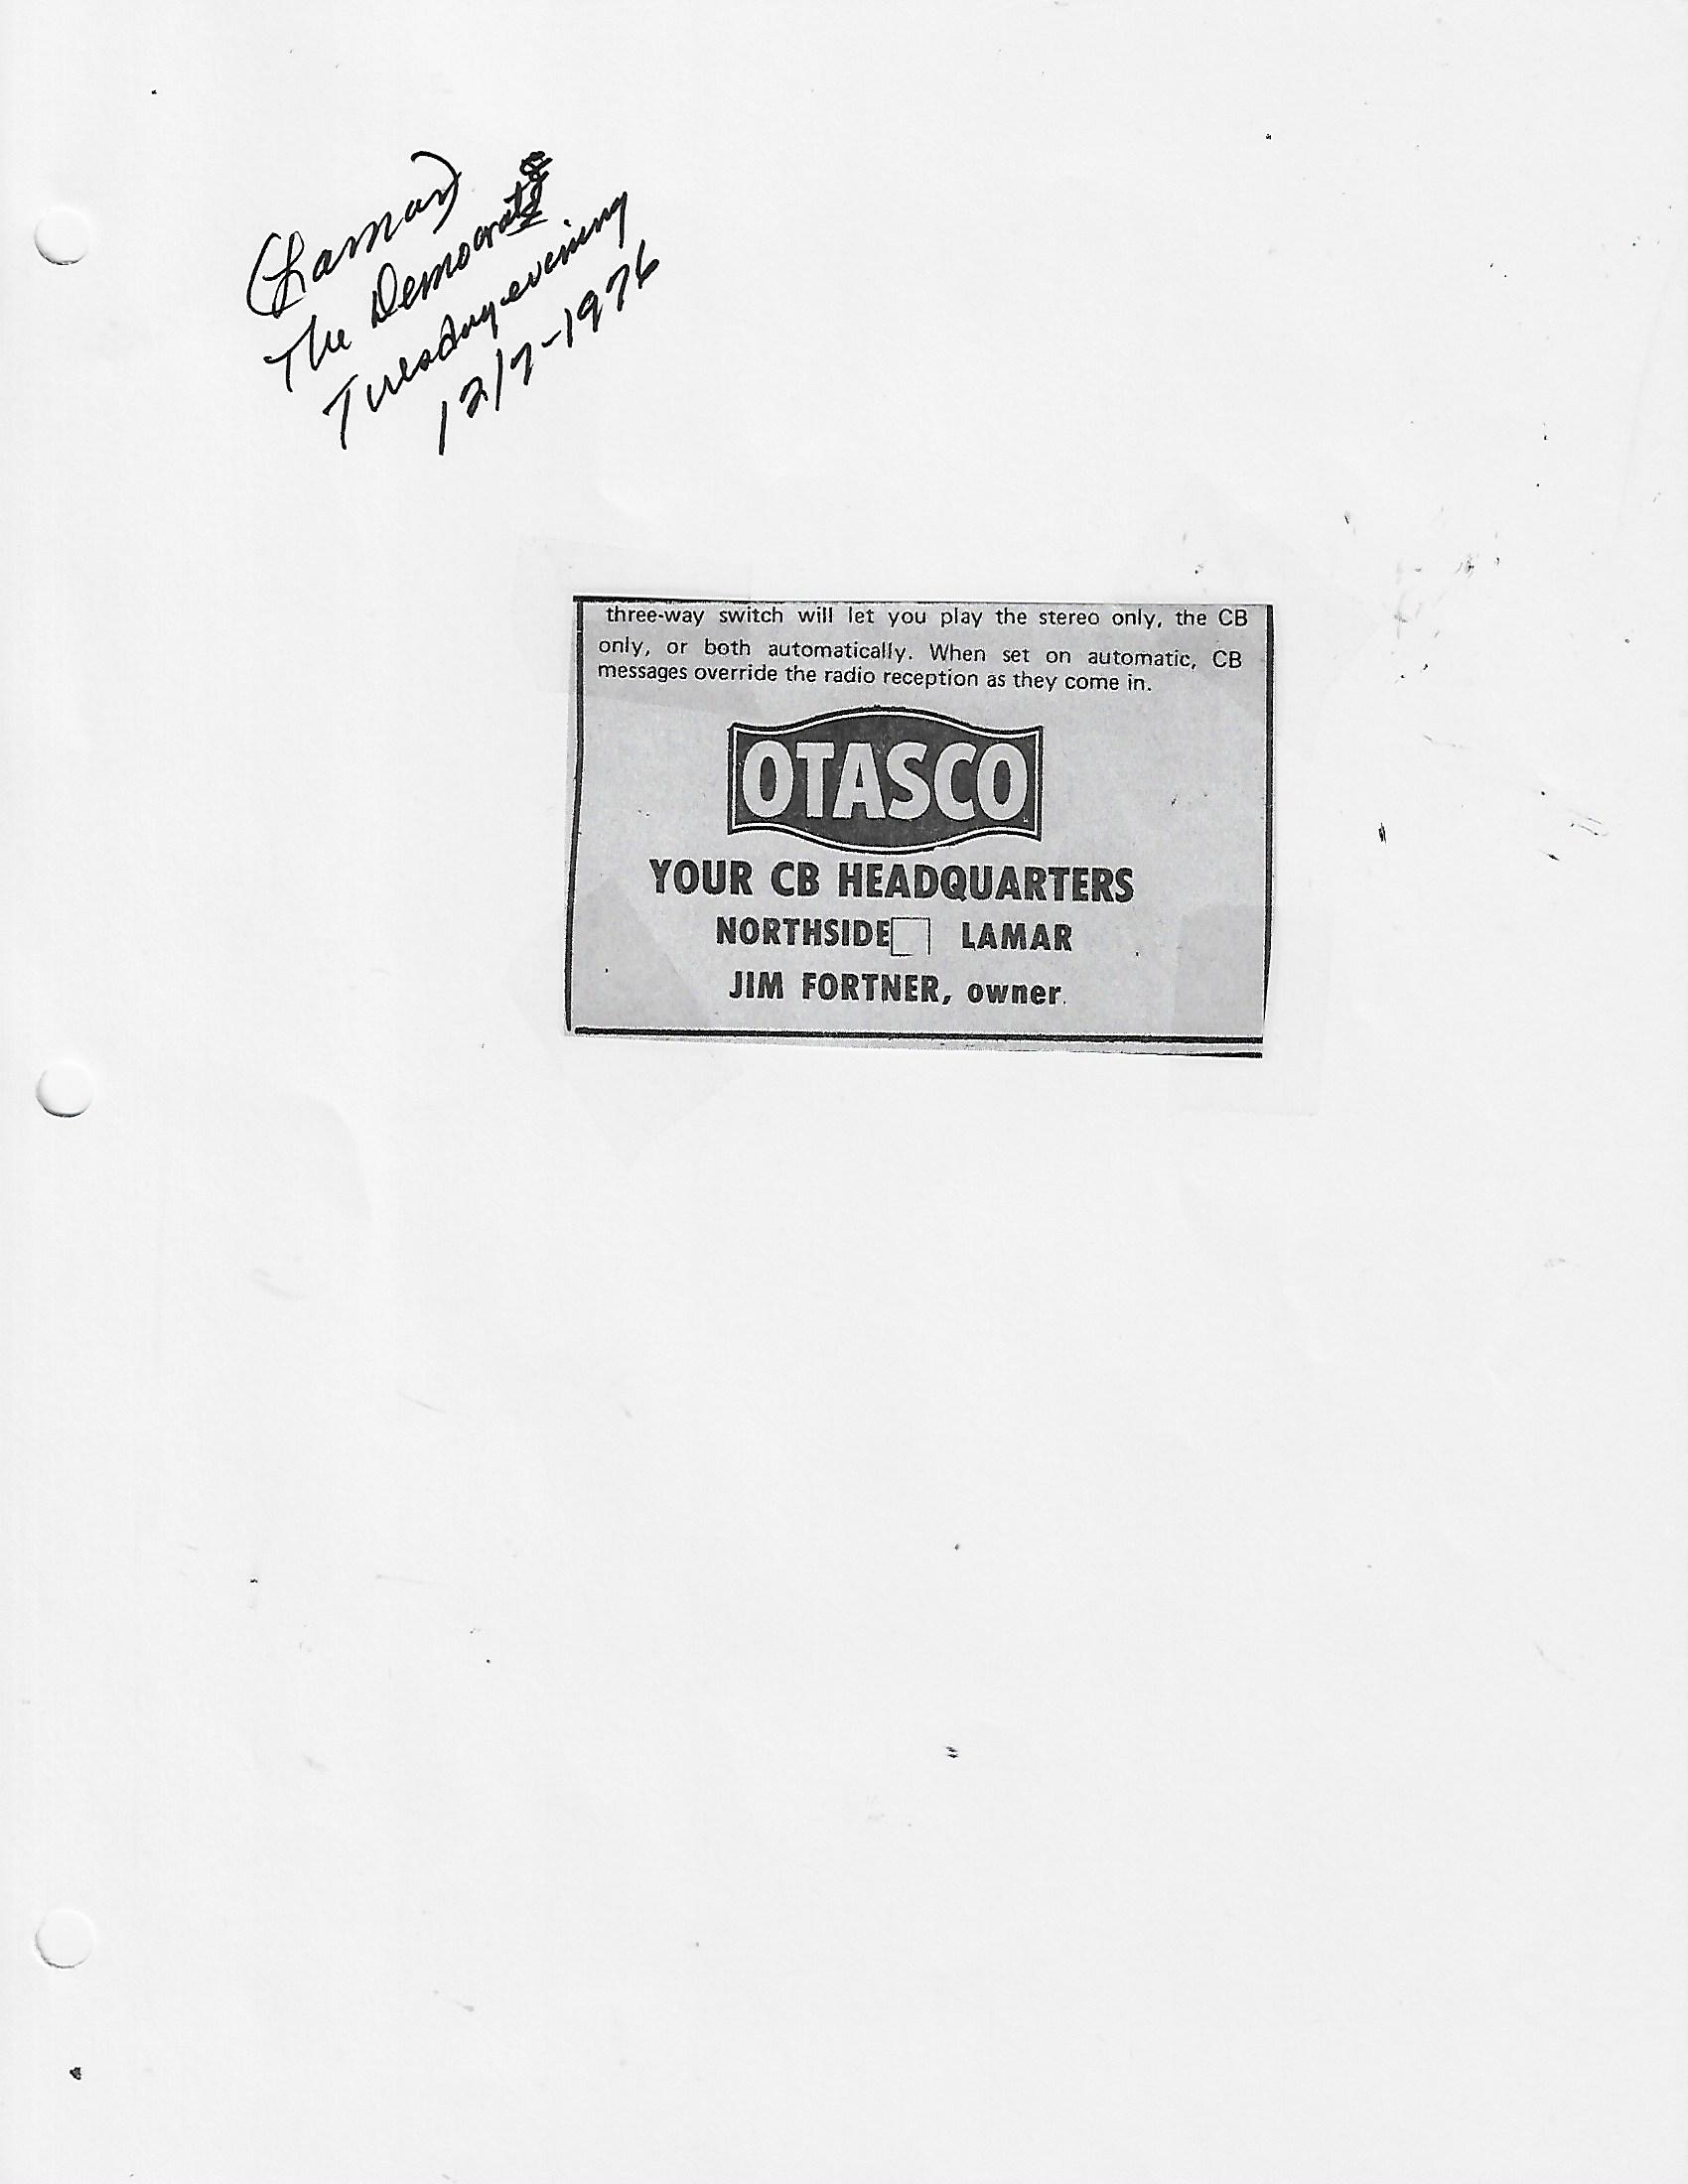 (Lamar)
The Democrat
Tuesday evening
12/7-1976
three-way switch will let you play the stereo only, the CB
only, or both automatically. When set on automatic, CB
messages override the radio reception as they come in.
OTASCO
YOUR CB HEADQUARTERS
NORTHSIDE □ LAMAR
JIM FORTNER, owner.